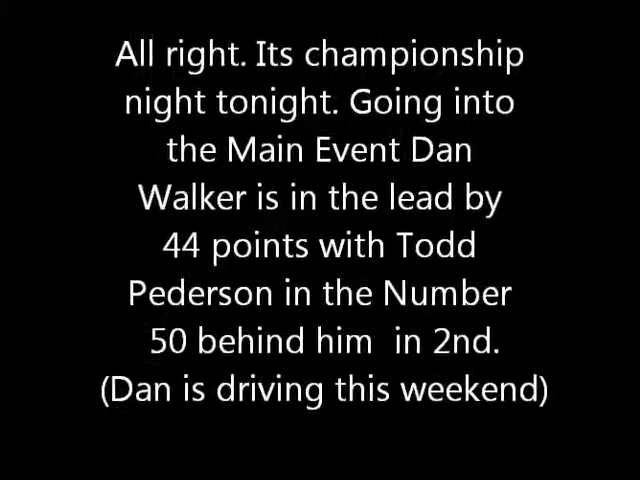 All right. Its championship
night tonight. Going into
the Main Event Dan
Walker is in the lead by
44 points with Todd
Pederson in the Number
50 behind him  in 2nd.
(Dan is driving this weekend)